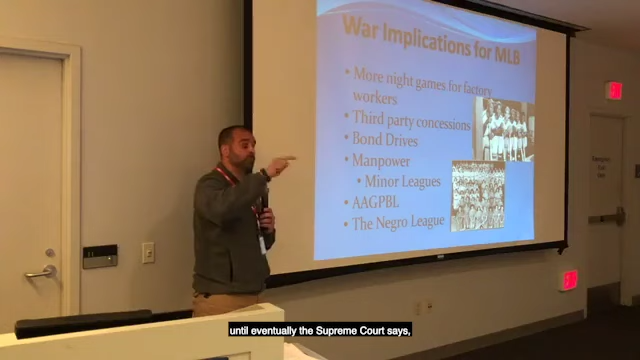 War Implications for MLB
• More night games for factory
workers
• Third party concessions
• Bond Drives
• Manpower
• Minor Leagues
• AAGPBL
• The Negro League
EXIT
EXIT
until eventually the Supreme Court says,